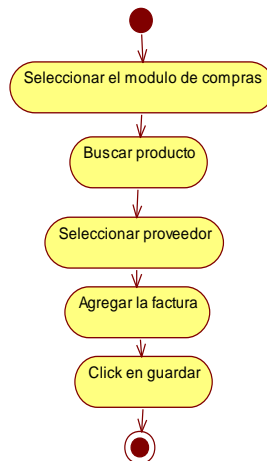 Seleccionar el modulo de compras
Buscar producto
Seleccionar proveedor
Agregar la factura
Click en guardar